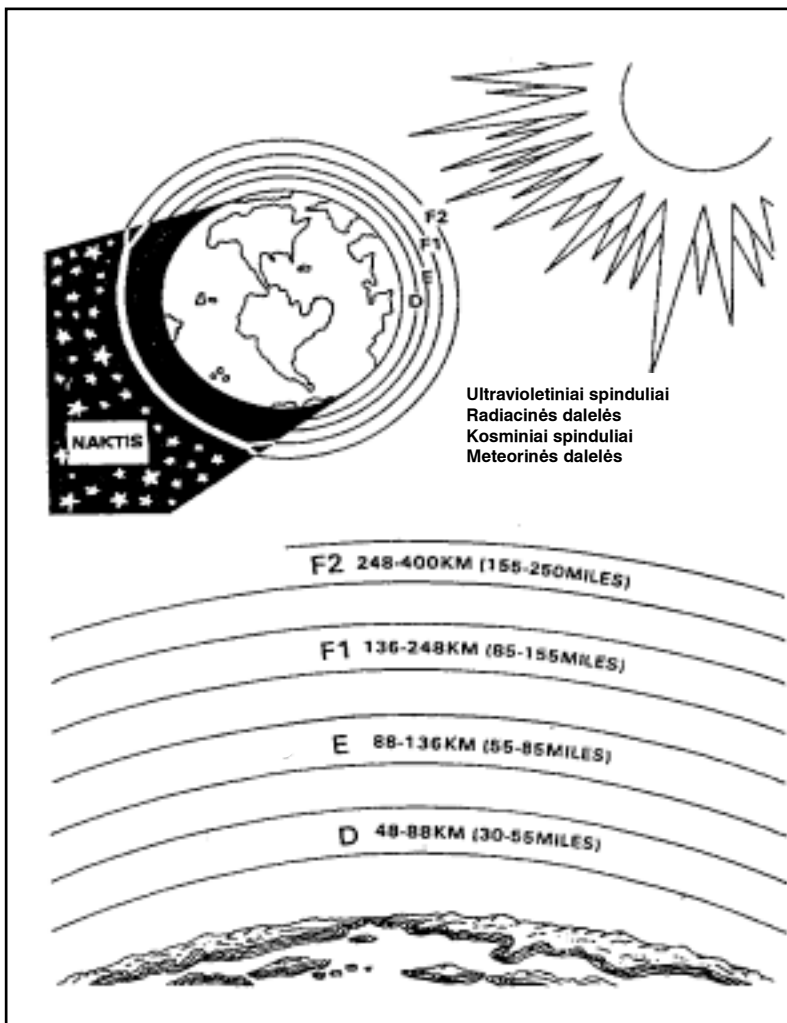 F2
F1
E
D
Ultravioletiniai spinduliai
Radiacinės dalelės
Kosminiai spinduliai
Meteorinės dalelės
NAKTIS
F2 248-400KM (155-250MILES)
F1 136-248KM (85-155MILES)
E 88-136KM (55-85MILES)
D 48-88KM (30-55MILES)